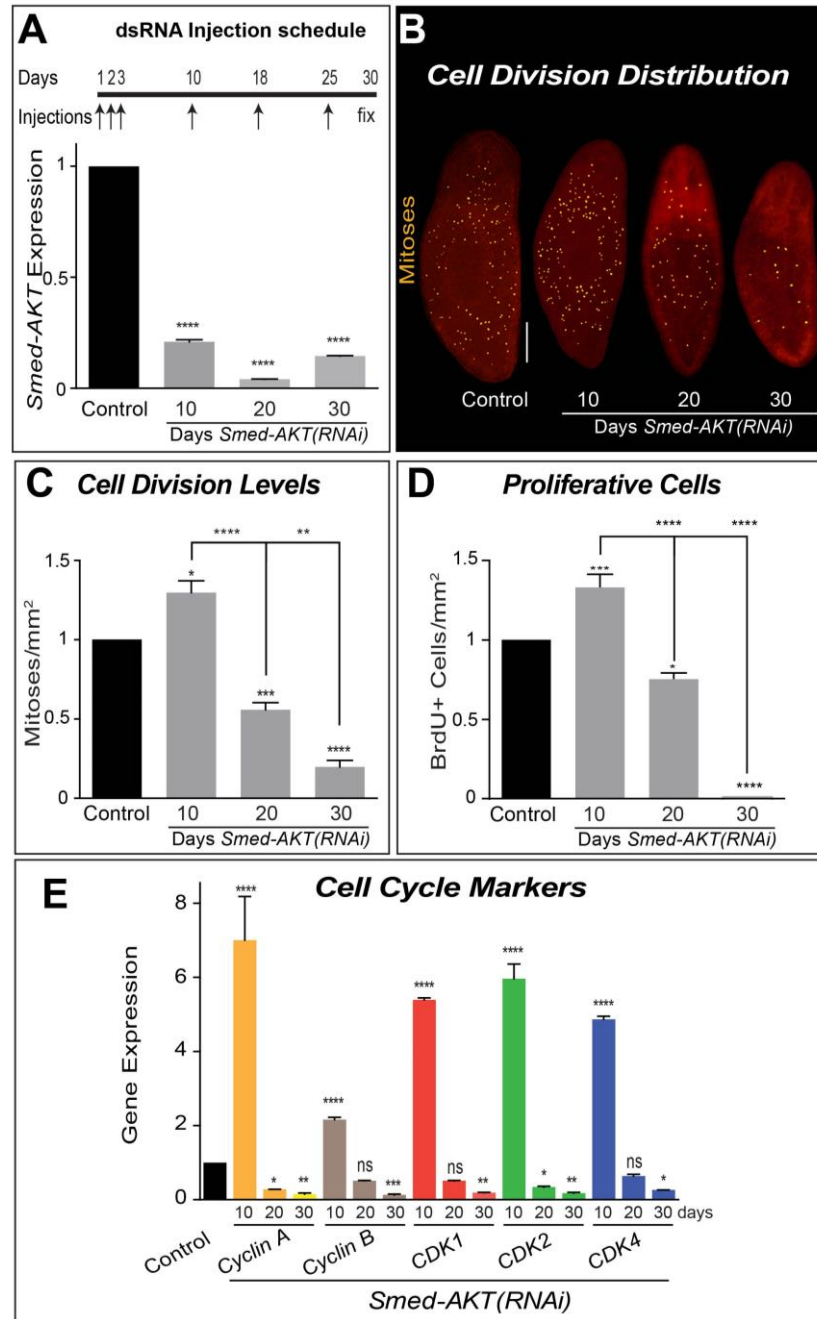 A
dsRNA Injection schedule
Days 1 2 3 10 18 25 30
Injections fix
Smed-AKT Expression
1
0.5
0
****
****
****
Control 10 20 30
Days Smed-AKT(RNAi)
B
Cell Division Distribution
Mitoses
Control 10 20 30
Days Smed-AKT(RNAi)
C Cell Division Levels
Mitoses/mm²
1.5
1
0.5
0
**** **
*
***
****
Control 10 20 30
Days Smed-AKT(RNAi)
D Proliferative Cells
BrdU+ Cells/mm²
1.5
1
0.5
0
**** ****
***
*
****
Control 10 20 30
Days Smed-AKT(RNAi)
E Cell Cycle Markers
Gene Expression
8
6
4
2
0
**** * **
**** ns ***
**** ns **
**** * **
**** ns *
10 20 30 10 20 30 10 20 30 10 20 30 10 20 30 days
Control Cyclin A Cyclin B CDK1 CDK2 CDK4
Smed-AKT(RNAi)